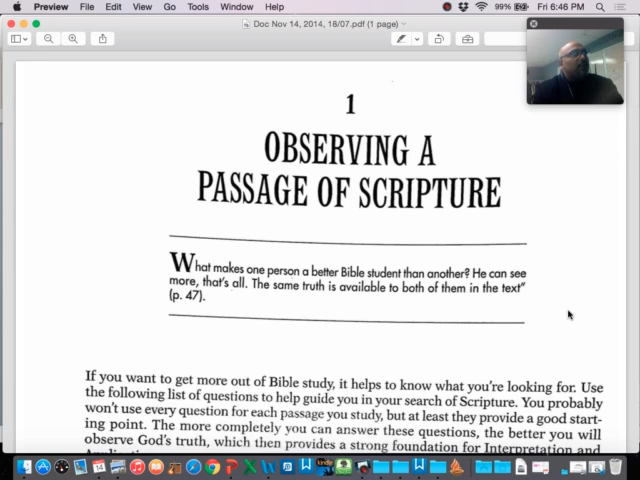 Preview File Edit View Go Tools Window Help 99% Fri 6:46 PM
Doc Nov 14, 2014, 18/07.pdf (1 page)
1
OBSERVING A
PASSAGE OF SCRIPTURE
What makes one person a better Bible student than another? He can see
more, that's all. The same truth is available to both of them in the text"
(p. 47).
If you want to get more out of Bible study, it helps to know what you're looking for. Use
the following list of questions to help guide you in your search of Scripture. You probably
won't use every question for each passage you study, but at least they provide a good start-
ing point. The more completely you can answer these questions, the better you will
observe God's truth, which then provides a strong foundation for Interpretation and